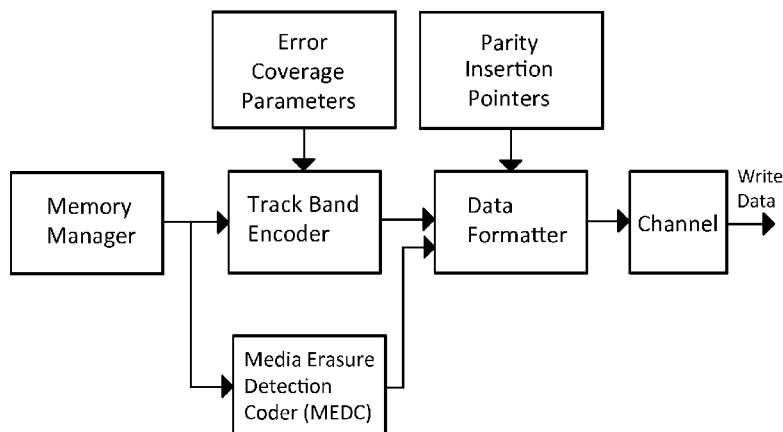 Error
Coverage
Parameters
Parity
Insertion
Pointers
Memory
Manager
Track Band
Encoder
Data
Formatter
Channel
Write
Data
Media Erasure
Detection
Coder (MEDC)